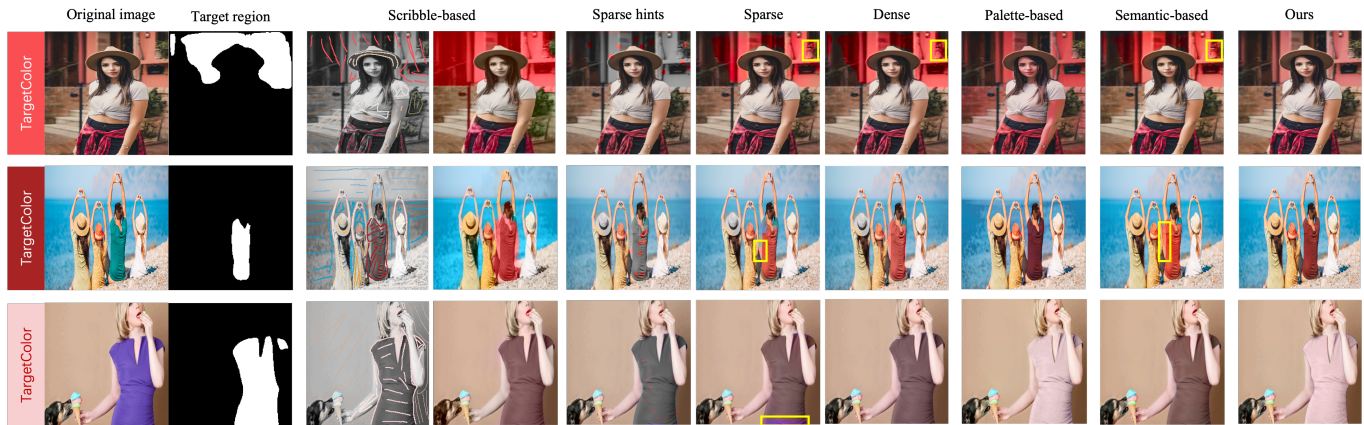 Original image
Target region
Scribble-based
Sparse hints
Sparse
Dense
Palette-based
Semantic-based
Ours
TargetColor
TargetColor
TargetColor